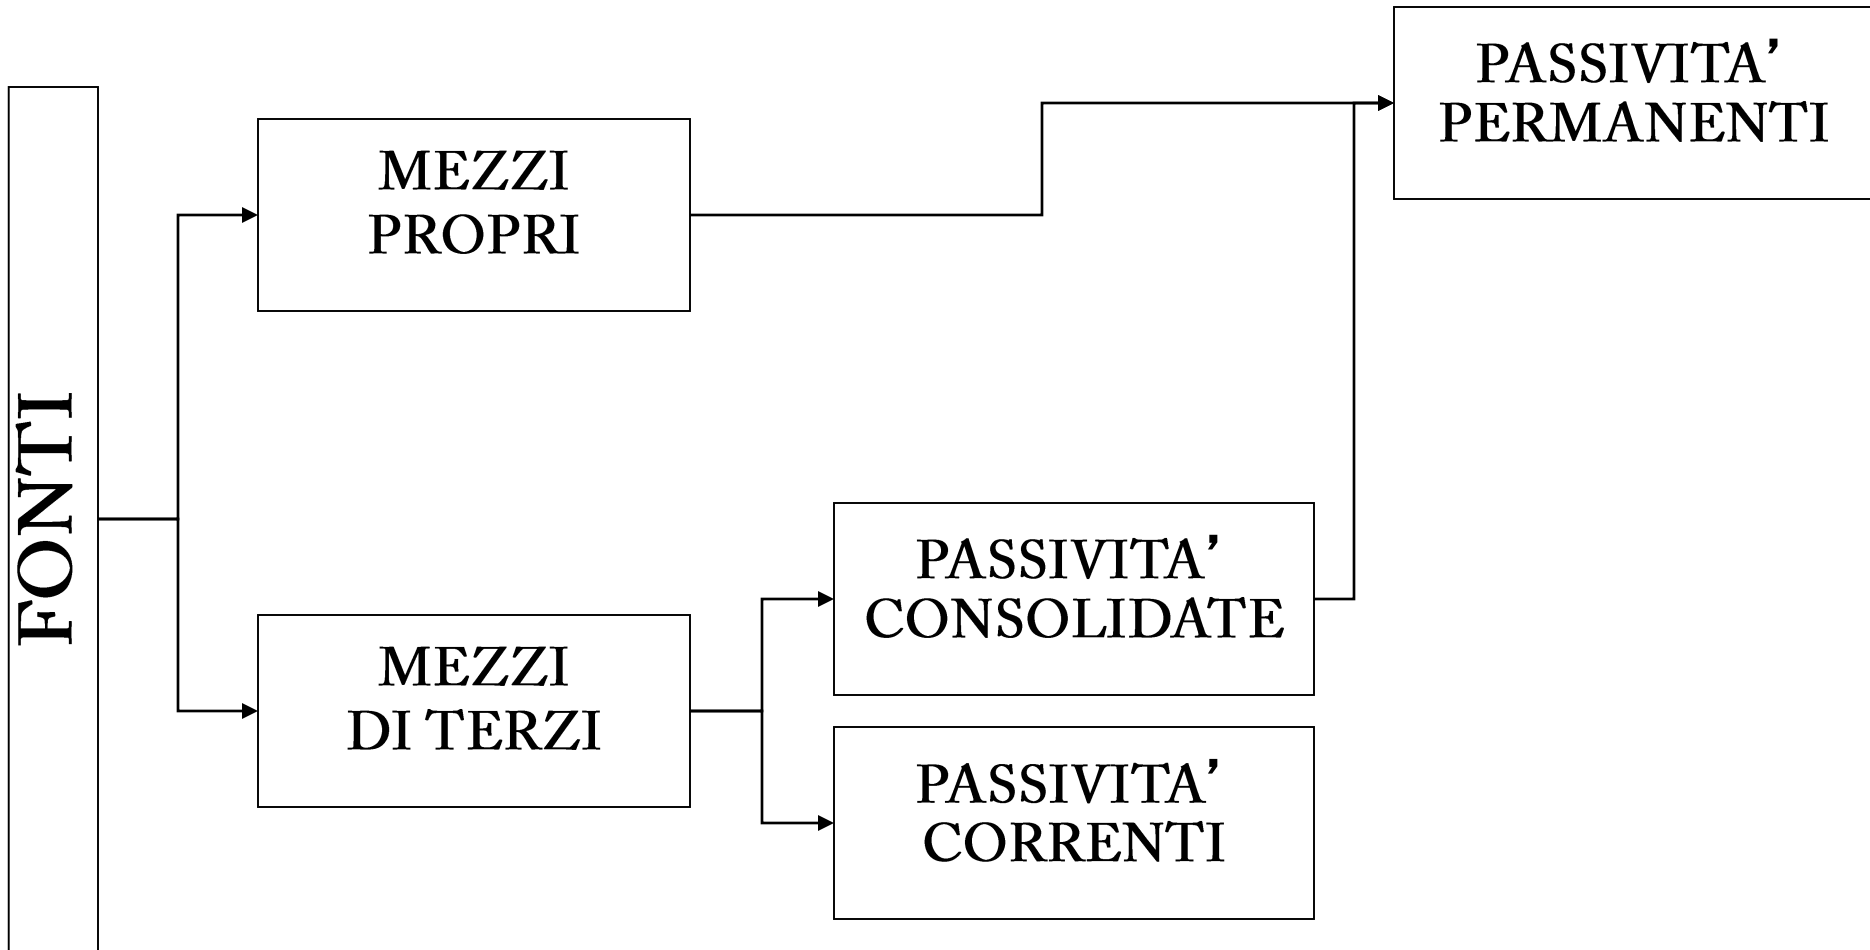 FONTI
MEZZI
PROPRI
MEZZI
DI TERZI
PASSIVITA’
CONSOLIDATE
PASSIVITA’
CORRENTI
PASSIVITA’
PERMANENTI